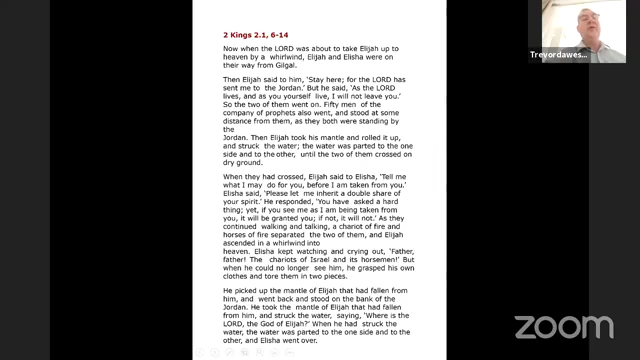 2 Kings 2.1, 6-14
Now when the LORD was about to take Elijah up to
heaven by a whirlwind, Elijah and Elisha were on
their way from Gilgal.
Then Elijah said to him, ‘Stay here; for the LORD has
sent me to the Jordan.’ But he said, ‘As the LORD
lives, and as you yourself live, I will not leave you.’
So the two of them went on. Fifty men of the
company of prophets also went, and stood at some
distance from them, as they both were standing by
the
Jordan. Then Elijah took his mantle and rolled it up,
and struck the water; the water was parted to the one
side and to the other, until the two of them crossed on
dry ground.
When they had crossed, Elijah said to Elisha, ‘Tell me
what I may do for you, before I am taken from you.’
Elisha said, ‘Please let me inherit a double share of
your spirit.’ He responded, ‘You have asked a hard
thing; yet, if you see me as I am being taken from
you, it will be granted you; if not, it will not.’ As they
continued walking and talking, a chariot of fire and
horses of fire separated the two of them, and Elijah
ascended in a whirlwind into
heaven. Elisha kept watching and crying out, ‘Father,
father! The chariots of Israel and its horsemen!’ But
when he could no longer see him, he grasped his own
clothes and tore them in two pieces.
He picked up the mantle of Elijah that had fallen from
him, and went back and stood on the bank of the
Jordan. He took the mantle of Elijah that had fallen
from him, and struck the water, saying, ‘Where is the
LORD, the God of Elijah?’ When he had struck the
water, the water was parted to the one side and to the
other, and Elisha went over.
Trevordawes...
zoom